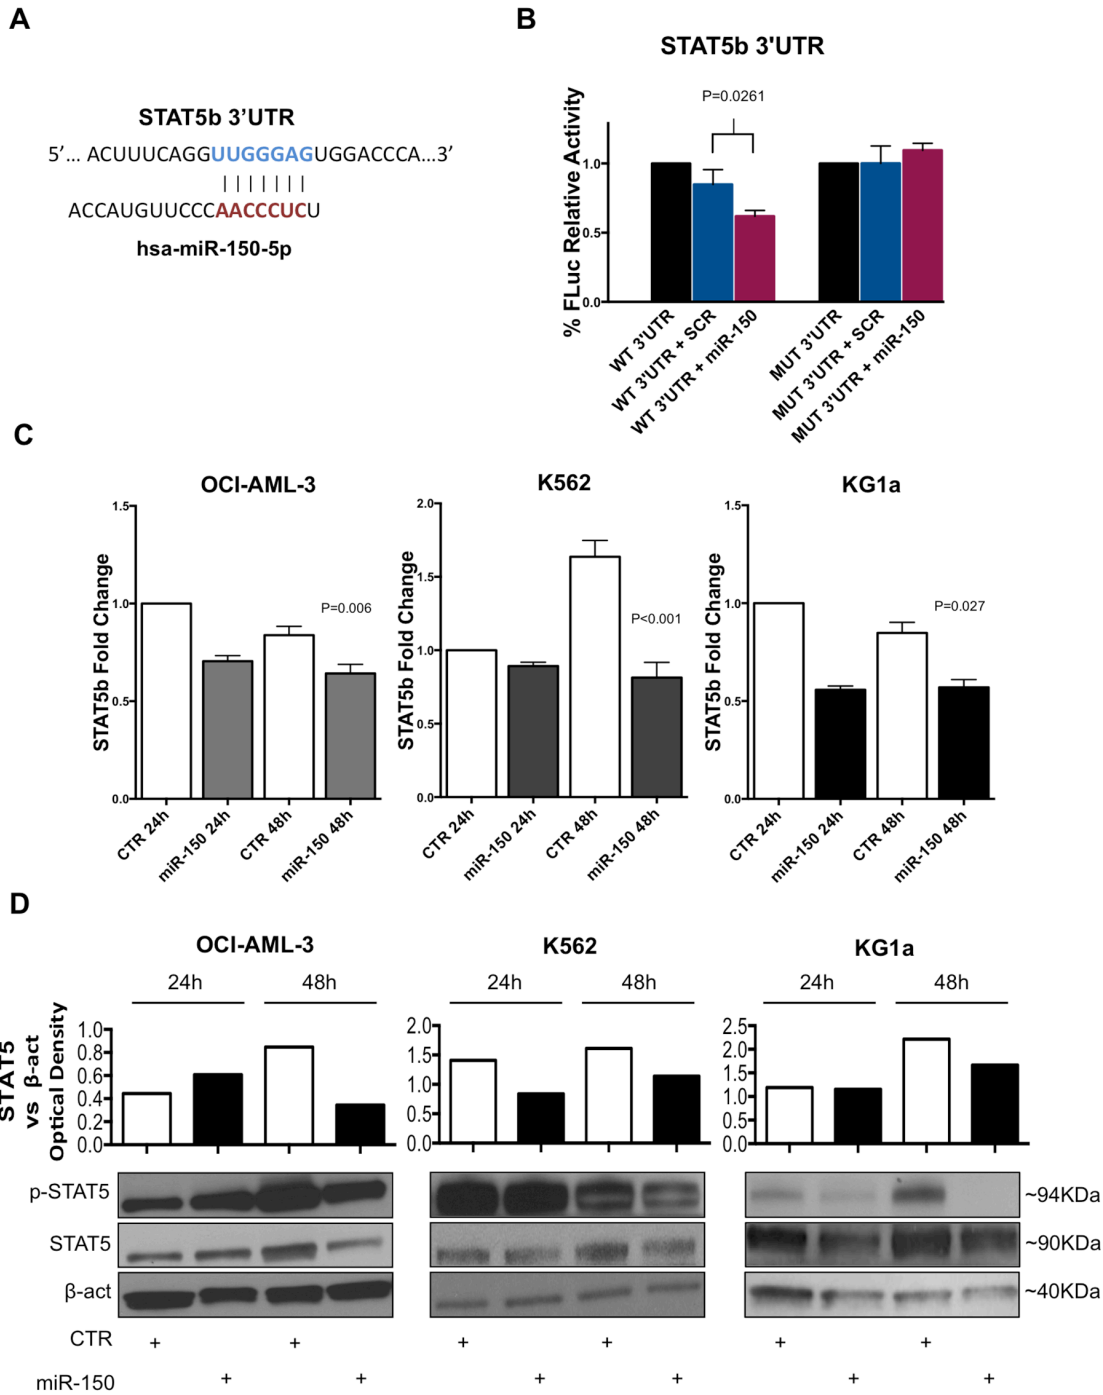 A
STAT5b 3'UTR
5'... ACUUUCAGGUUGGGAGUGGACCCA...3'
ACCAUGUUCCCAACCCUCU
hsa-miR-150-5p
B
STAT5b 3'UTR
P=0.0261
% FLuc Relative Activity
1.0
0.5
0.0
WT 3'UTR
WT 3'UTR + SCR
WT 3'UTR + miR-150
MUT 3'UTR
MUT 3'UTR + SCR
MUT 3'UTR + miR-150
C
OCI-AML-3
STAT5b Fold Change
1.5
1.0
0.5
0.0
P=0.006
CTR 24h
miR-150 24h
CTR 48h
miR-150 48h
K562
STAT5b Fold Change
2.0
1.5
1.0
0.5
0.0
P<0.001
CTR 24h
miR-150 24h
CTR 48h
miR-150 48h
KG1a
STAT5b Fold Change
1.5
1.0
0.5
0.0
P=0.027
CTR 24h
miR-150 24h
CTR 48h
miR-150 48h
D
OCI-AML-3
24h 48h
STAT5
vs β-act
Optical Density
1.0
0.8
0.6
0.4
0.2
0.0
K562
24h 48h
2.0
1.5
1.0
0.5
0.0
KG1a
24h 48h
2.5
2.0
1.5
1.0
0.5
0.0
p-STAT5 ~94KDa
STAT5 ~90KDa
β-act ~40KDa
CTR + + + + + +
miR-150 + + + + + +